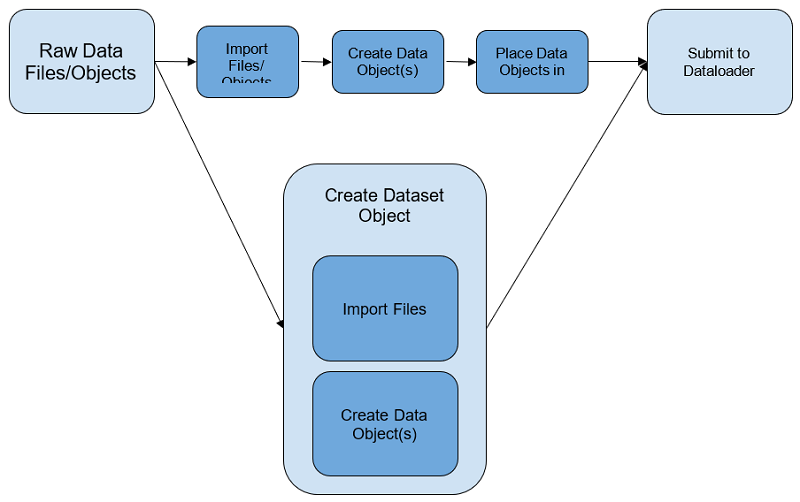 Raw Data
Files/Objects
Import
Files/
Objects
Create Data
Object(s)
Place Data
Objects in
Submit to
Dataloader
Create Dataset
Object
Import Files
Create Data
Object(s)